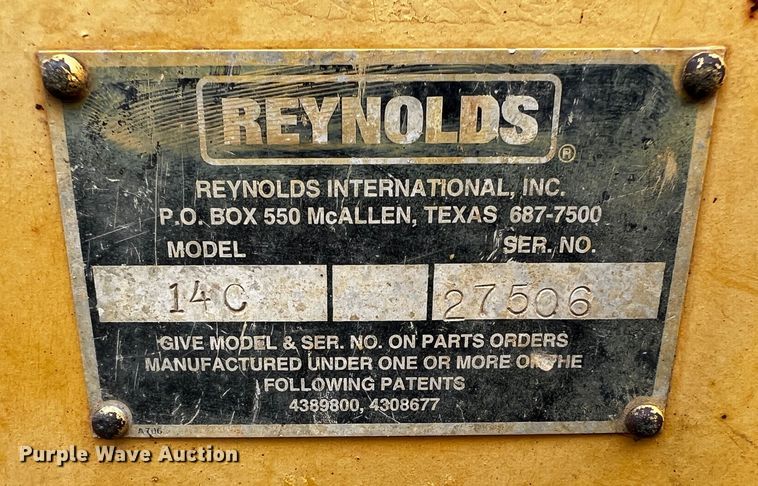 REYNOLDS ®
REYNOLDS INTERNATIONAL, INC.
P.O. BOX 550 McALLEN, TEXAS 687-7500
MODEL SER. NO.
14C 27506
GIVE MODEL & SER. NO. ON PARTS ORDERS
MANUFACTURED UNDER ONE OR MORE OF THE
FOLLOWING PATENTS
4389800, 4308677
A706
Purple Wave Auction